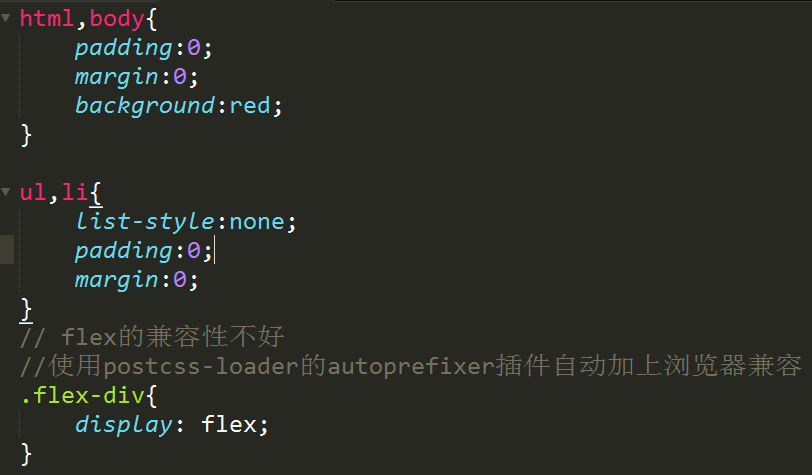 html,body{
padding:0;
margin:0;
background:red;
}
ul,li{
list-style:none;
padding:0;
margin:0;
}
// flex的兼容性不好
//使用postcss-loader的autoprefixer插件自动加上浏览器兼容
.flex-div{
display: flex;
}